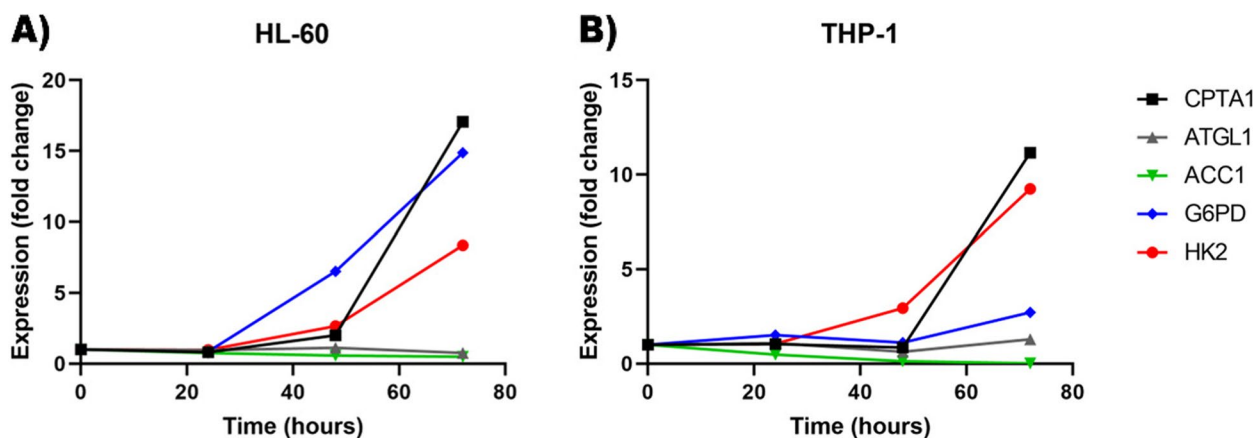 A)
HL-60
Expression (fold change)
20
15
10
5
0
0 20 40 60 80
Time (hours)
B)
THP-1
Expression (fold change)
15
10
5
0
0 20 40 60 80
Time (hours)
CPTA1
ATGL1
ACC1
G6PD
HK2